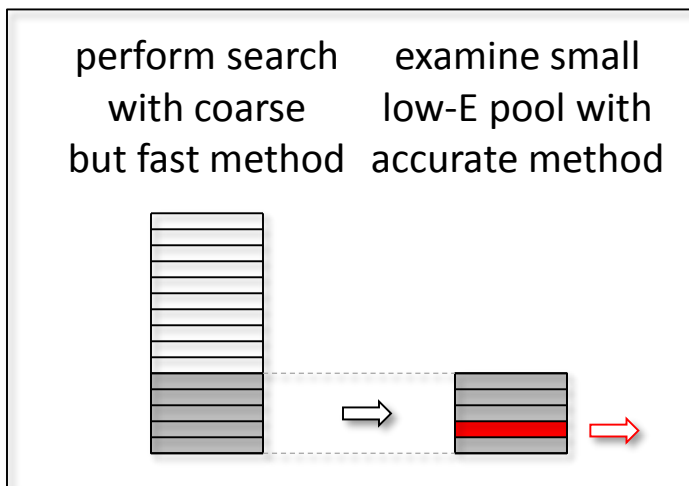 perform search
with coarse
but fast method
examine small
low-E pool with
accurate method